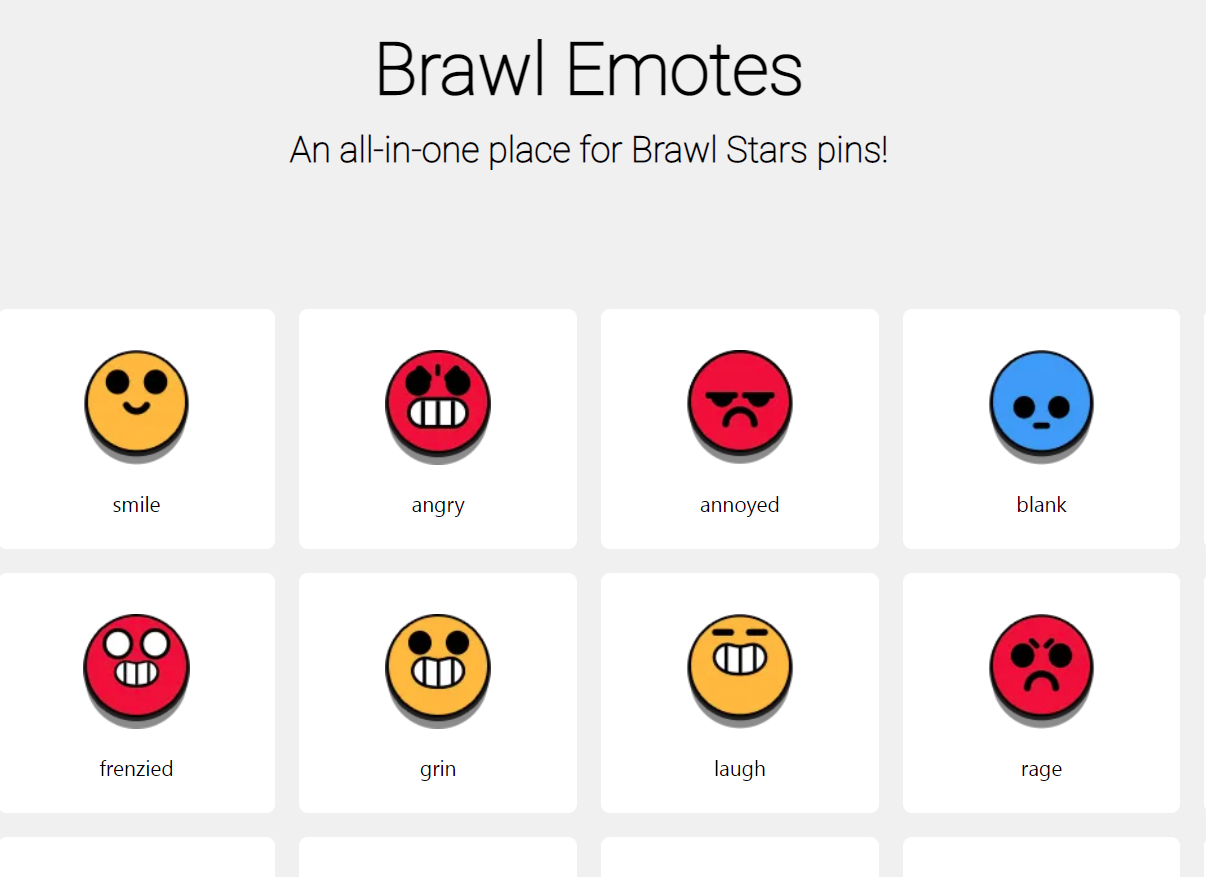 Brawl Emotes
An all-in-one place for Brawl Stars pins!
smile
angry
annoyed
blank
frenzied
grin
laugh
rage